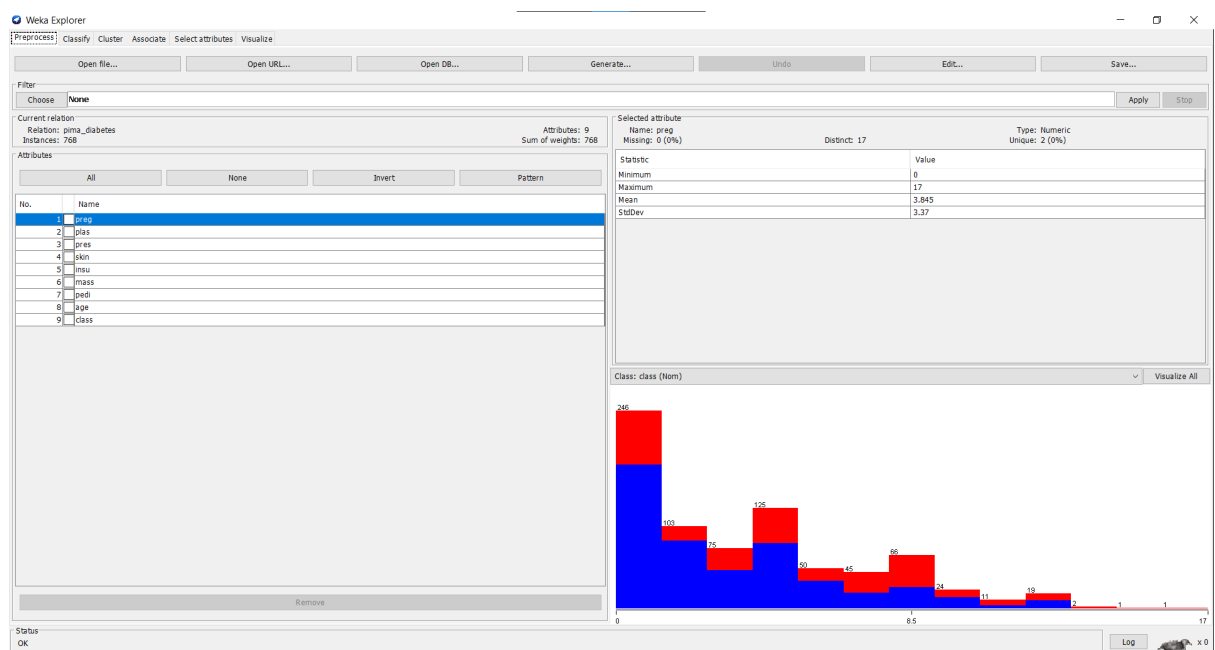 Weka Explorer
Preprocess Classify Cluster Associate Select attributes Visualize
Open file... Open URL... Open DB... Generate... Undo Edit... Save...
Filter
Choose None Apply Stop
Current relation
Relation: pima_diabetes Attributes: 9
Instances: 768 Sum of weights: 768
Attributes
All None Invert Pattern
No. Name
1 preg
2 plas
3 pres
4 skin
5 insu
6 mass
7 pedi
8 age
9 class
Remove
Selected attribute
Name: preg Type: Numeric
Missing: 0 (0%) Distinct: 17 Unique: 2 (0%)
Statistic Value
Minimum 0
Maximum 17
Mean 3.845
StdDev 3.37
Class: class (Nom) Visualize All
246
125
103
75
66
50 45
24
19
11
2 1 1
0 8.5 17
Status
OK Log x 0